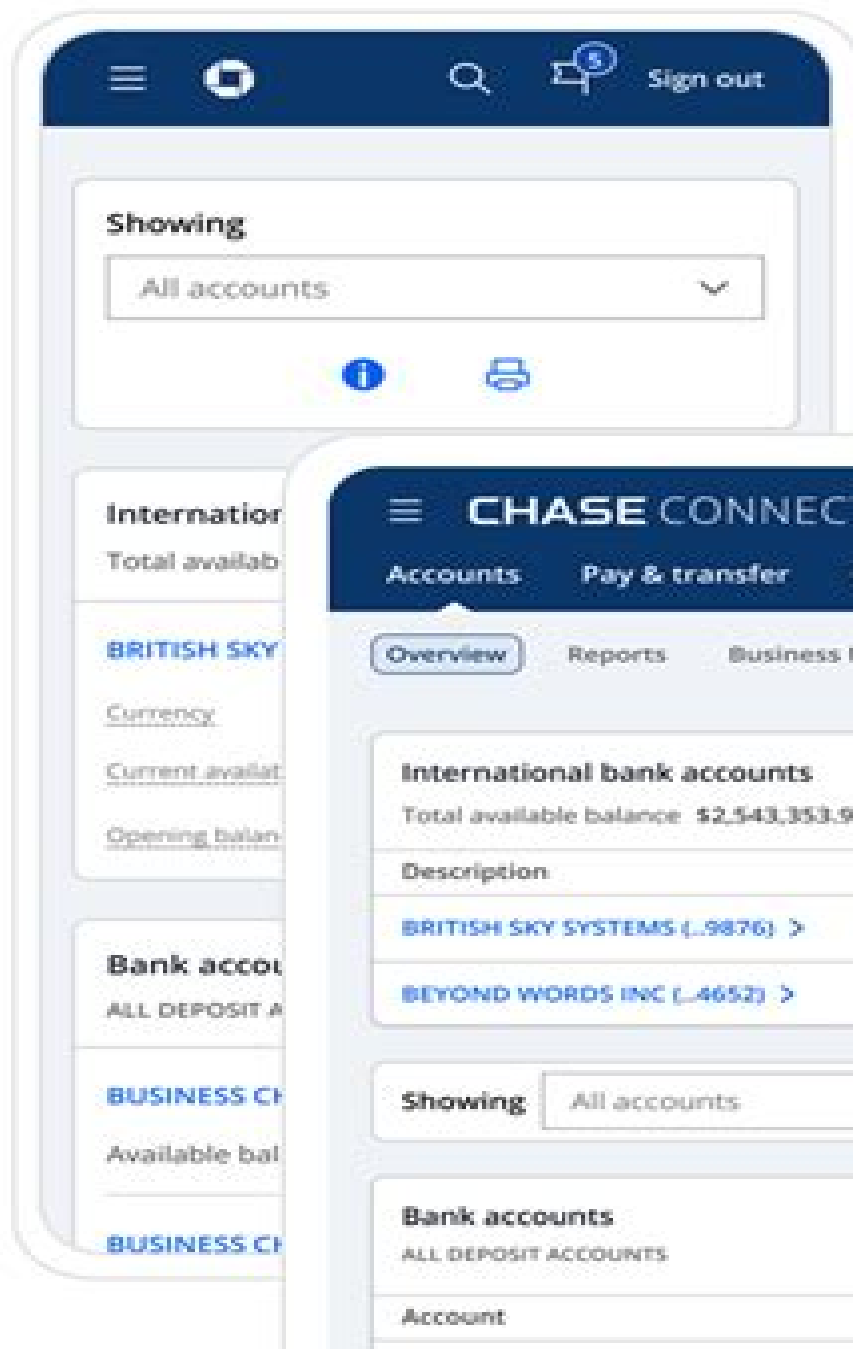 5
Sign out
Showing
All accounts
Internation
Total availab
BRITISH SKY
Currency
Current availab
Opening balan
Bank accou
ALL DEPOSIT A
BUSINESS CH
Available bal
BUSINESS CH
CHASE CONNECT
Accounts Pay & transfer
Overview Reports Business
International bank accounts
Total available balance $2,543,353.9
Description
BRITISH SKY SYSTEMS (..9876) >
BEYOND WORDS INC (..4652) >
Showing All accounts
Bank accounts
ALL DEPOSIT ACCOUNTS
Account